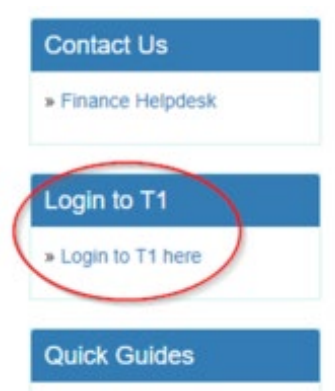 Contact Us
» Finance Helpdesk
Login to T1
» Login to T1 here
Quick Guides